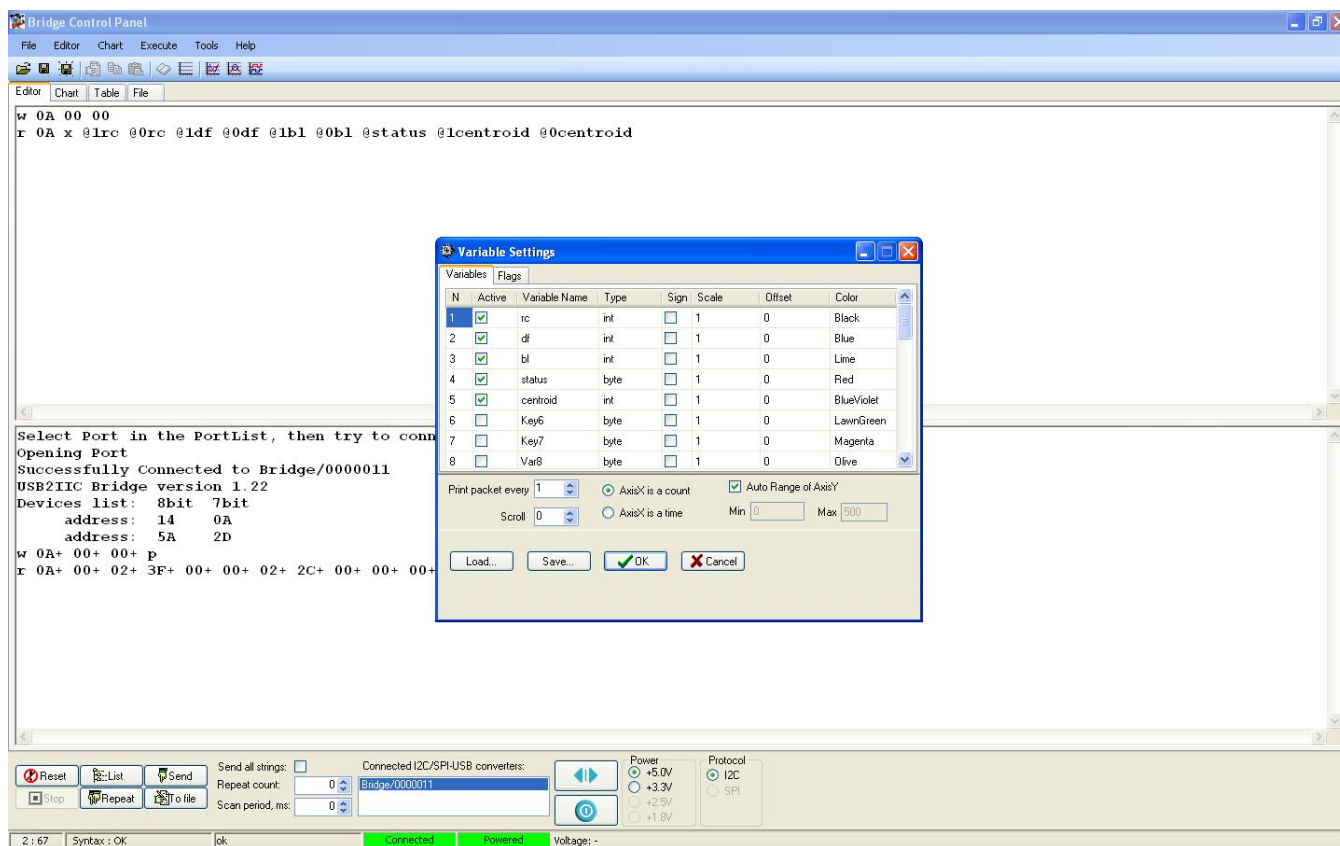 Bridge Control Panel
File Editor Chart Execute Tools Help
Editor Chart Table File
w 0A 00 00
r 0A x @1rc @0rc @1df @0df @1bl @0bl @status @1centroid @0centroid
Variable Settings
Variables Flags
N Active Variable Name Type Sign Scale Offset Color
1 rc int 1 0 Black
2 df int 1 0 Blue
3 bl int 1 0 Lime
4 status byte 1 0 Red
5 centroid int 1 0 BlueViolet
6 Key6 byte 1 0 LawnGreen
7 Key7 byte 1 0 Magenta
8 Var8 byte 1 0 Olive
Print packet every 1 AxisX is a count Auto Range of AxisY
Scroll 0 AxisX is a time Min 0 Max 500
Load... Save... OK Cancel
Select Port in the PortList, then try to conn
Opening Port
Successfully Connected to Bridge/0000011
USB2IIC Bridge version 1.22
Devices list: 8bit 7bit
address: 14 0A
address: 5A 2D
w 0A+ 00+ 00+ p
r 0A+ 00+ 02+ 3F+ 00+ 00+ 02+ 2C+ 00+ 00+ 00+
Reset List Send Send all strings: Connected I2C/SPI-USB converters: Power Protocol
Stop Repeat To file Repeat count: 0 Bridge/0000011 +5.0V I2C
Scan period, ms: 0 +3.3V SPI
+2.5V
+1.8V
2 : 67 Syntax : OK ok Connected Powered Voltage: -